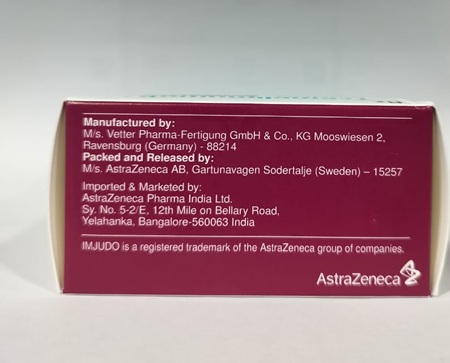 Manufactured by:
M/s. Vetter Pharma-Fertigung GmbH & Co., KG Mooswiesen 2,
Ravensburg (Germany) - 88214
Packed and Released by:
M/s. AstraZeneca AB, Gartunavagen Sodertalje (Sweden) – 15257
Imported & Marketed by:
AstraZeneca Pharma India Ltd.
Sy. No. 5-2/E, 12th Mile on Bellary Road,
Yelahanka, Bangalore-560063 India
IMJUDO is a registered trademark of the AstraZeneca group of companies.
AstraZeneca